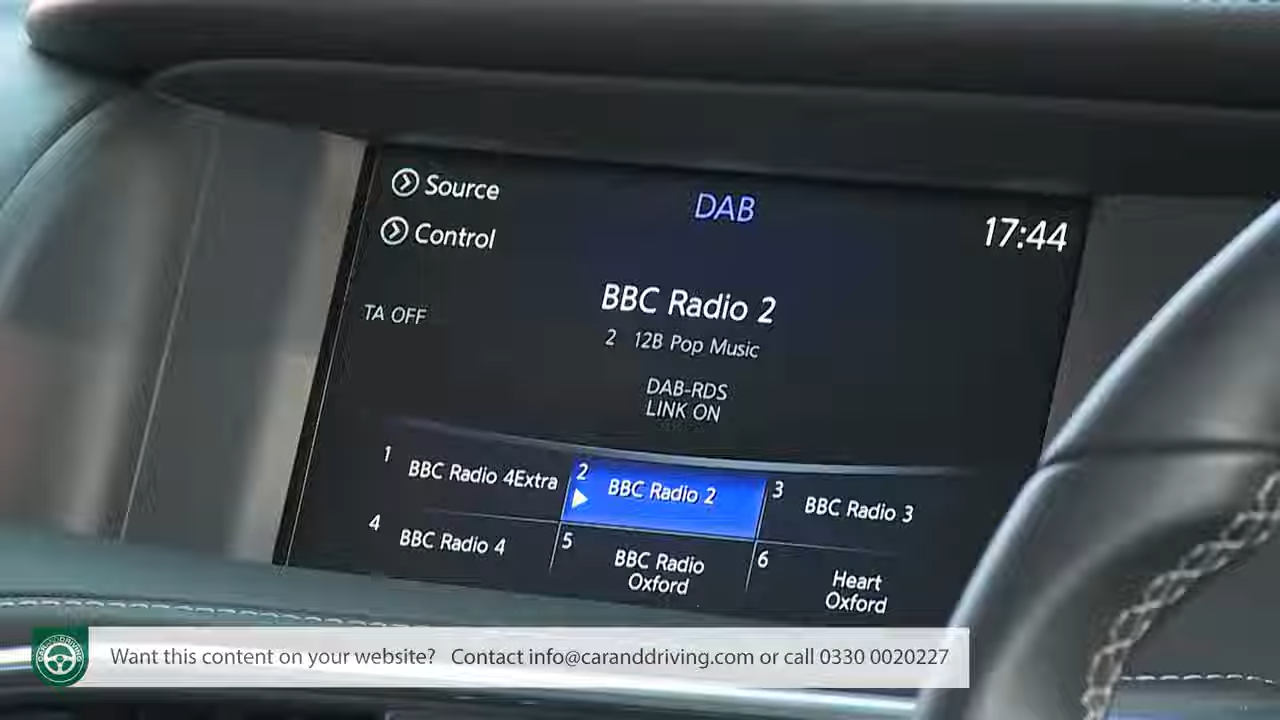 Source
DAB
17:44
Control
BBC Radio 2
TA OFF
2 12B Pop Music
DAB-RDS
LINK ON
1 BBC Radio 4Extra
2 BBC Radio 2
3 BBC Radio 3
4 BBC Radio 4
5 BBC Radio
Oxford
6 Heart
Oxford
Want this content on your website? Contact info@caranddriving.com or call 0330 0020227